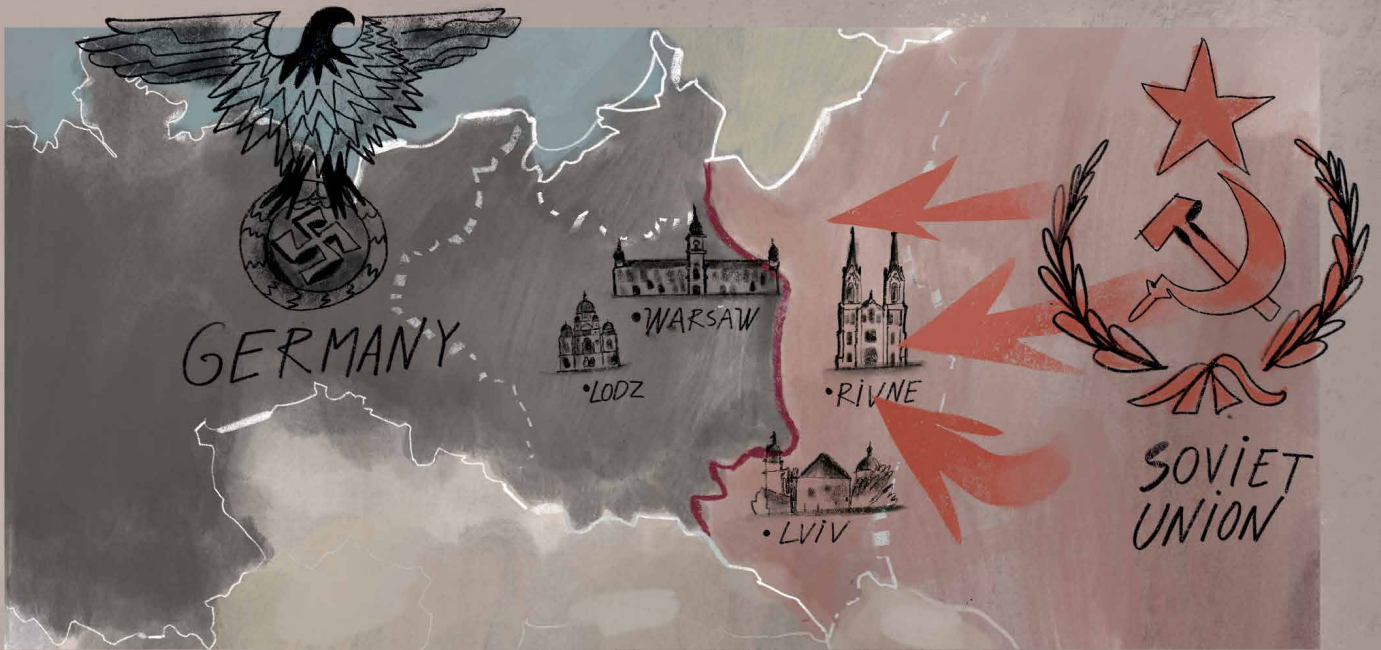 GERMANY
•WARSAW
•LODZ
•RIVNE
•LVIV
SOVIET
UNION